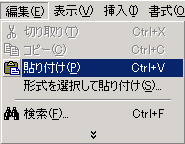 編集(E) 表示(V) 挿入(I) 書式(O
切り取り(T) Ctrl+X
コピー(C) Ctrl+C
貼り付け(P) Ctrl+V
形式を選択して貼り付け(S)...
検索(F)... Ctrl+F